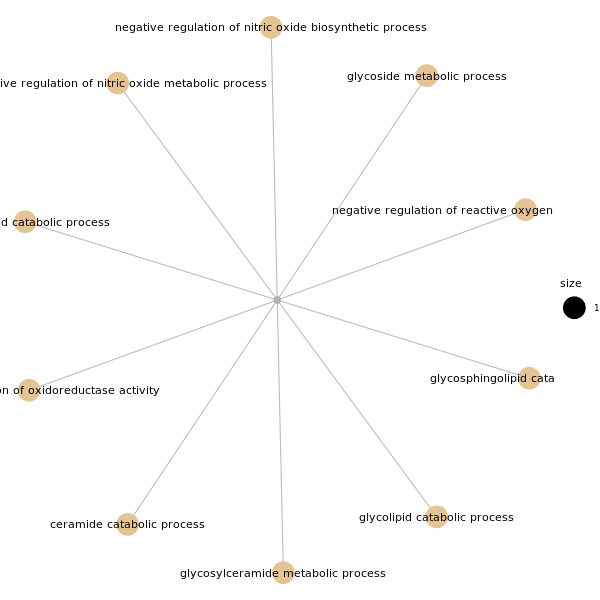 negative regulation of nitric oxide biosynthetic process
glycoside metabolic process
ive regulation of nitric oxide metabolic process
negative regulation of reactive oxygen
d catabolic process
size
1
glycosphingolipid cata
on of oxidoreductase activity
glycolipid catabolic process
ceramide catabolic process
glycosylceramide metabolic process